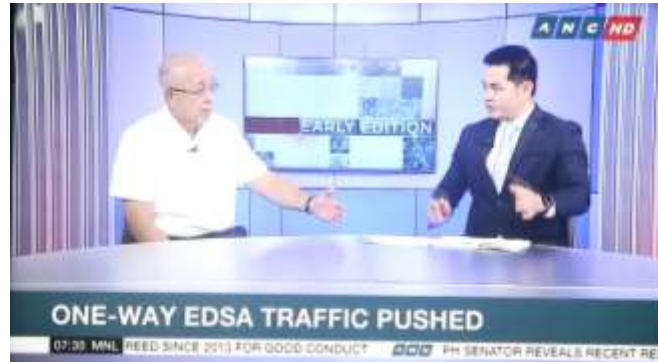 ANC HD
EARLY EDITION
ONE-WAY EDSA TRAFFIC PUSHED
07:30 MNL REED SINCE 2013 FOR GOOD CONDUCT PH SENATOR REVEALS RECENT RE